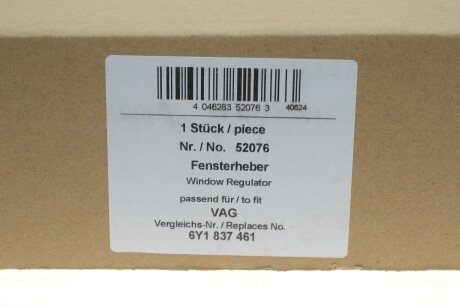 4 046283 52076 3 40624
1 Stück / piece
Nr. / No. 52076
Fensterheber
Window Regulator
passend für / to fit
VAG
Vergleichs-Nr. / Replaces No.
6Y1 837 461